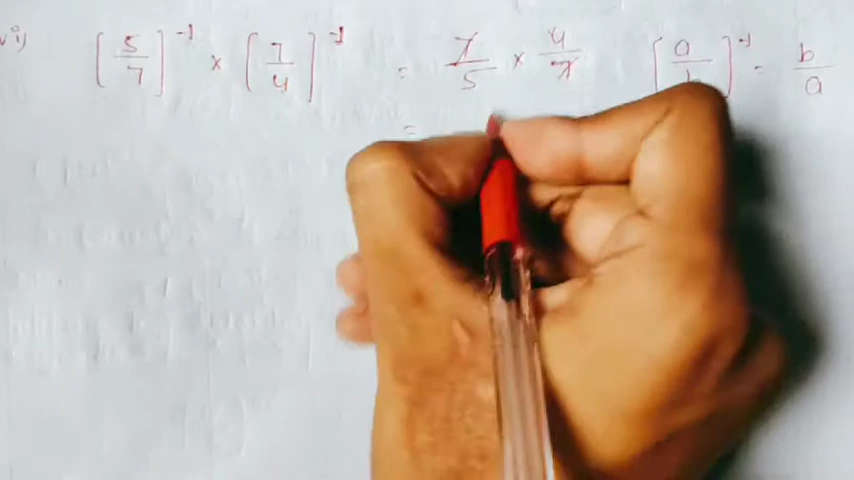 vi) [5/7]^-1 × [7/4]^-1 = 7/5 × 4/7 [a/b]^-1 = b/a
=